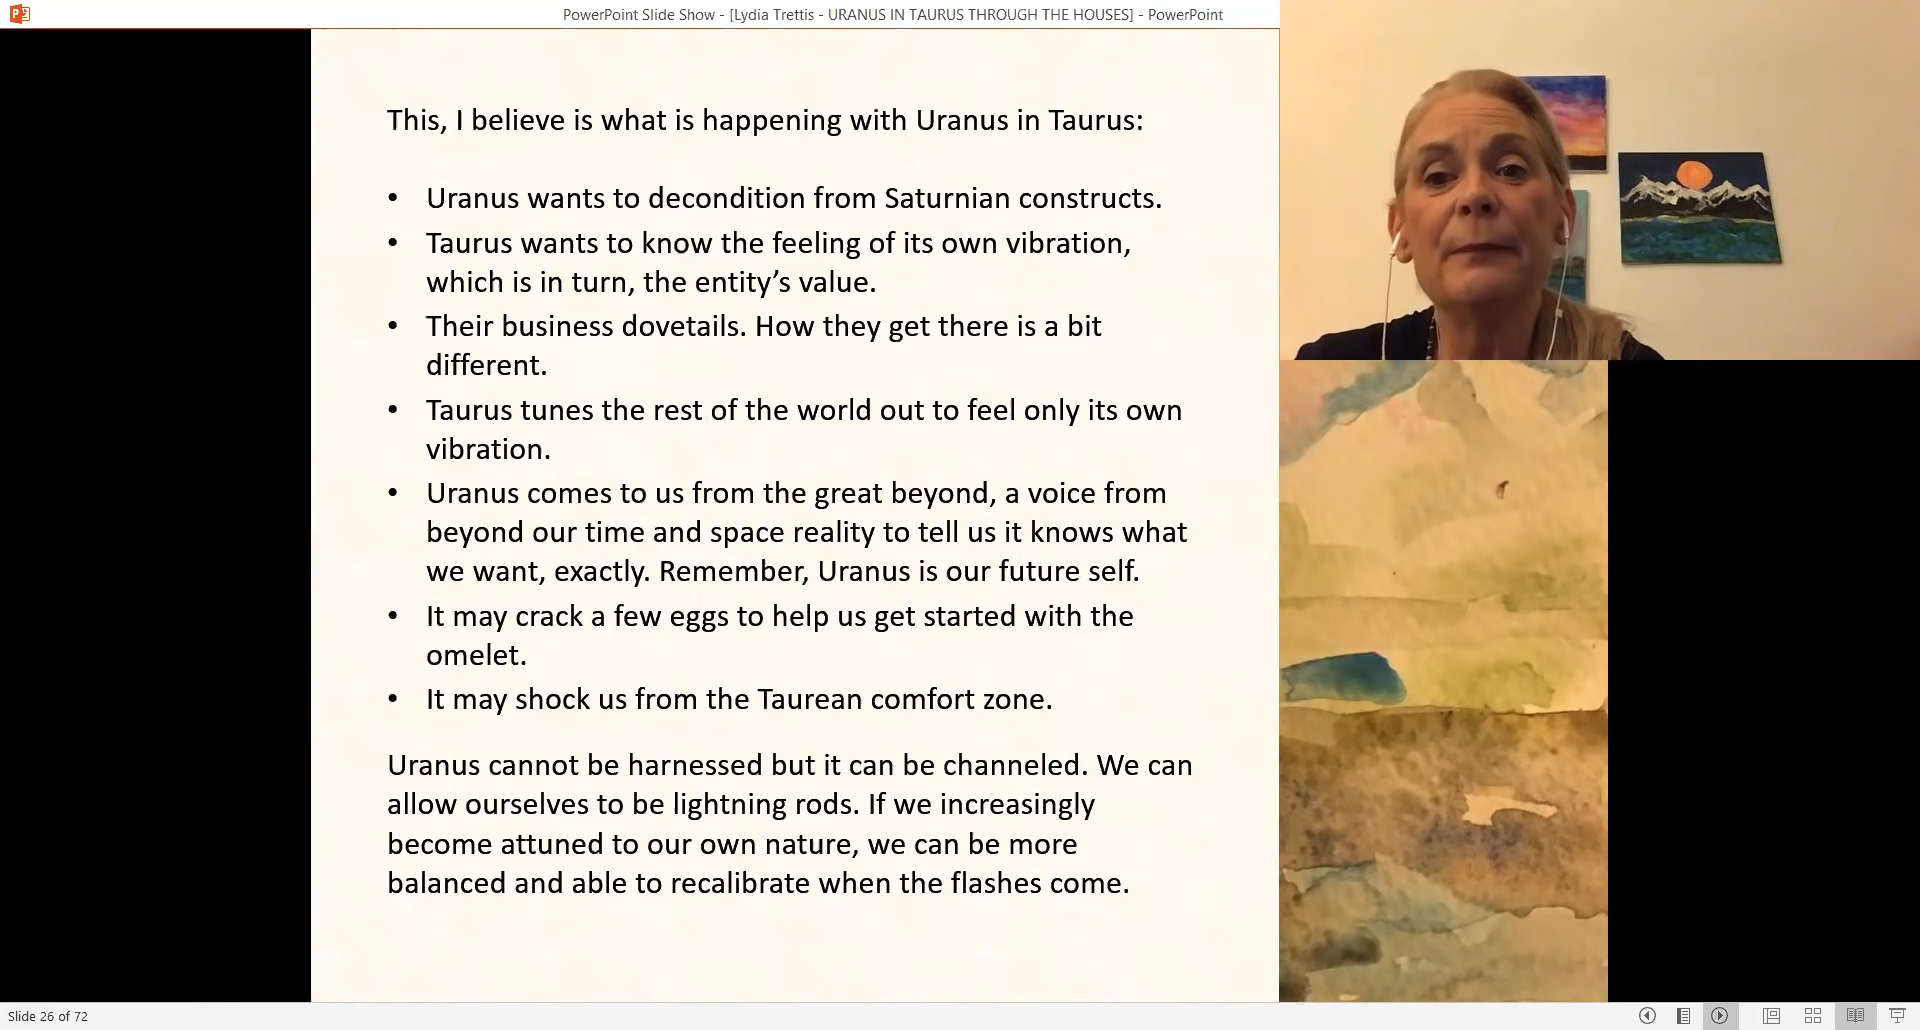 PowerPoint Slide Show - [Lydia Trettis - URANUS IN TAURUS THROUGH THE HOUSES] - PowerPoint
This, I believe is what is happening with Uranus in Taurus:
• Uranus wants to decondition from Saturnian constructs.
• Taurus wants to know the feeling of its own vibration,
which is in turn, the entity’s value.
• Their business dovetails. How they get there is a bit
different.
• Taurus tunes the rest of the world out to feel only its own
vibration.
• Uranus comes to us from the great beyond, a voice from
beyond our time and space reality to tell us it knows what
we want, exactly. Remember, Uranus is our future self.
• It may crack a few eggs to help us get started with the
omelet.
• It may shock us from the Taurean comfort zone.
Uranus cannot be harnessed but it can be channeled. We can
allow ourselves to be lightning rods. If we increasingly
become attuned to our own nature, we can be more
balanced and able to recalibrate when the flashes come.
Slide 26 of 72